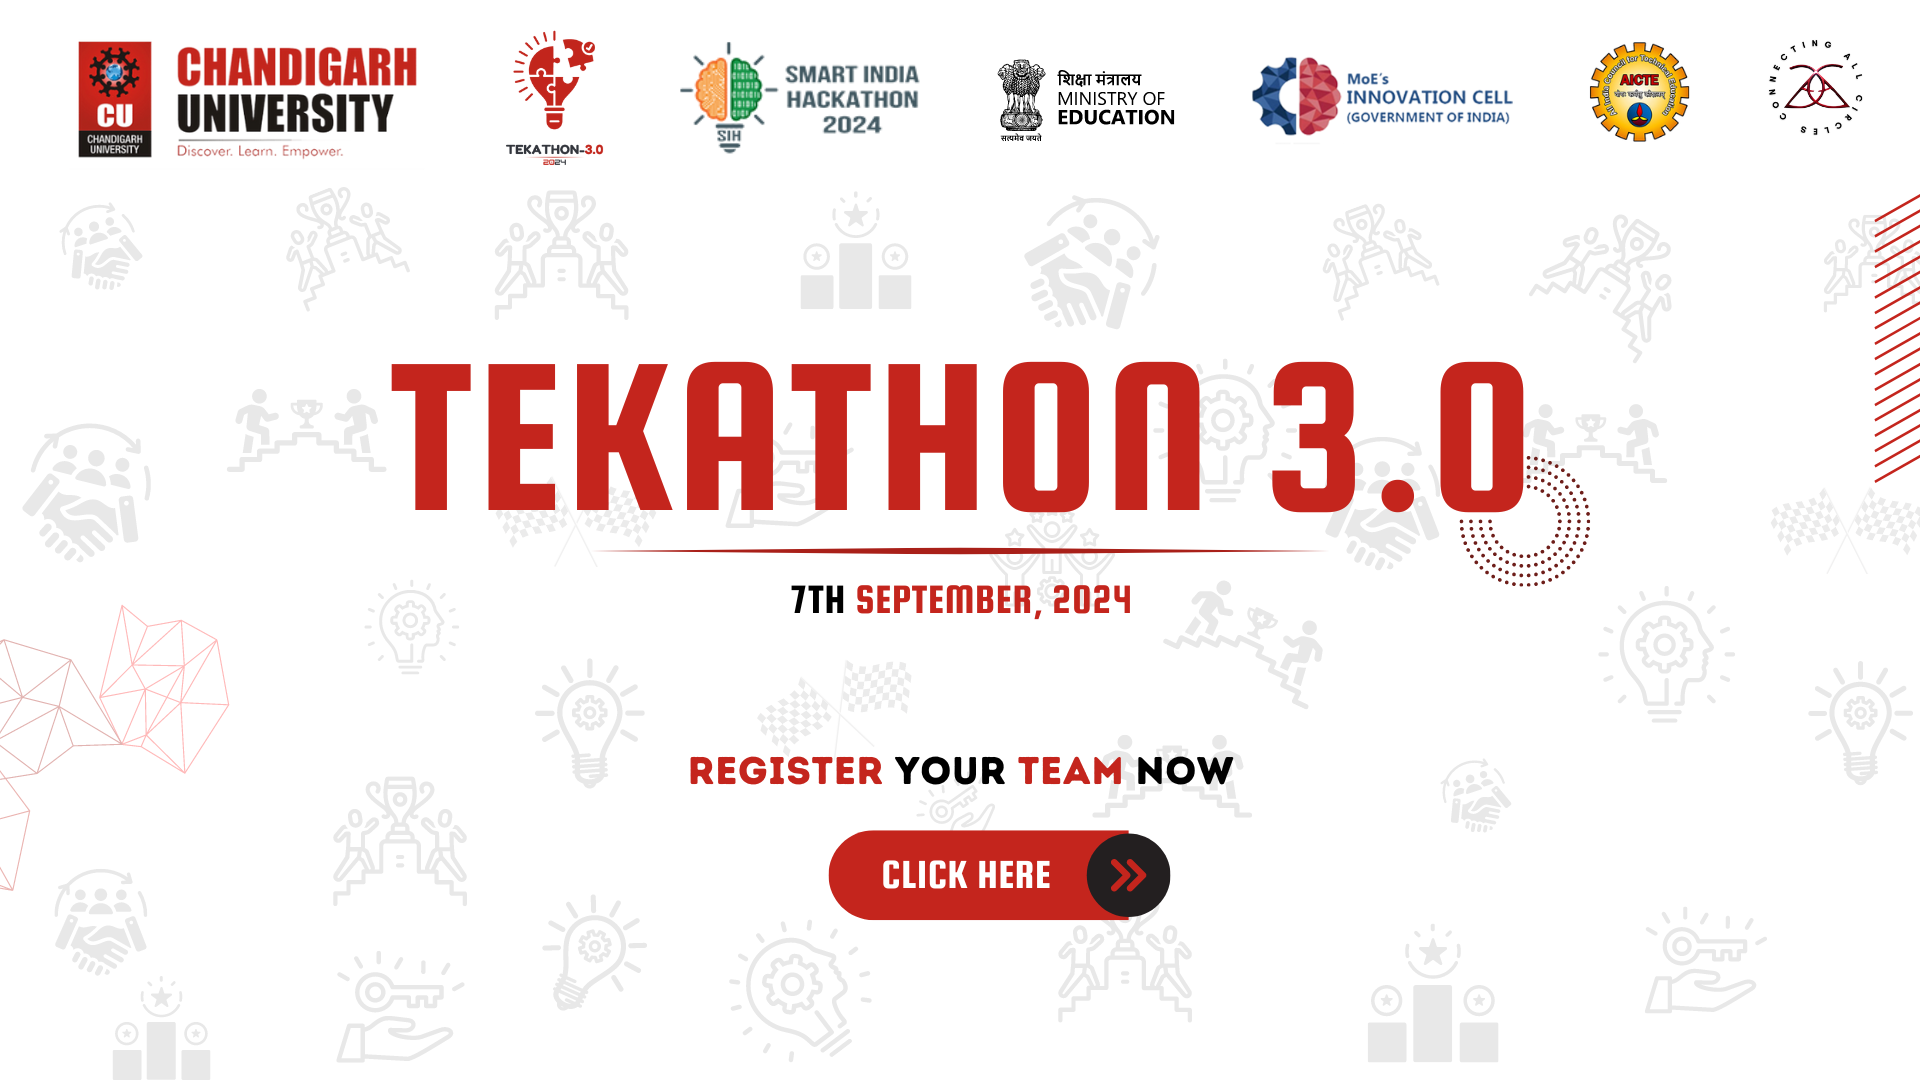 CU
CHANDIGARH
UNIVERSITY
CHANDIGARH
UNIVERSITY
Discover. Learn. Empower.
TEKATHON-3.0
2024
SIH
SMART INDIA
HACKATHON
2024
सत्यमेव जयते
शिक्षा मंत्रालय
MINISTRY OF
EDUCATION
MoE's
INNOVATION CELL
(GOVERNMENT OF INDIA)
All India Council for Technical Education
AICTE
CONNECTING ALL CIRCLES
TEKATHON 3.0
7TH SEPTEMBER, 2024
REGISTER YOUR TEAM NOW
CLICK HERE